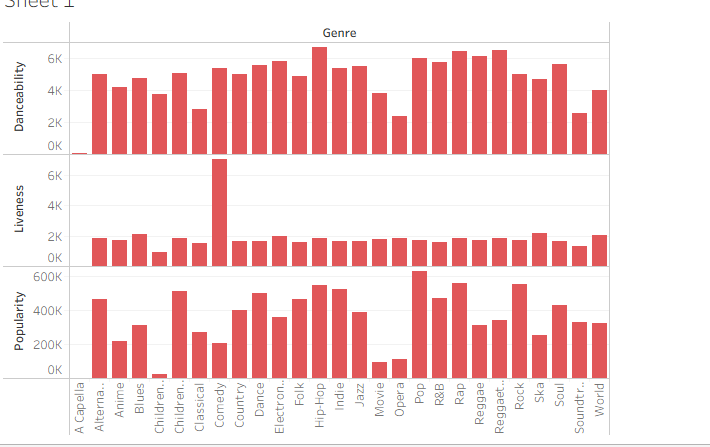 Sheet 1
Genre
Danceability
6K
4K
2K
0K
Liveness
6K
4K
2K
0K
Popularity
600K
400K
200K
0K
A Capella
Alterna..
Anime
Blues
Children..
Children..
Classical
Comedy
Country
Dance
Electron..
Folk
Hip-Hop
Indie
Jazz
Movie
Opera
Pop
R&B
Rap
Reggae
Reggaet..
Rock
Ska
Soul
Soundtr..
World